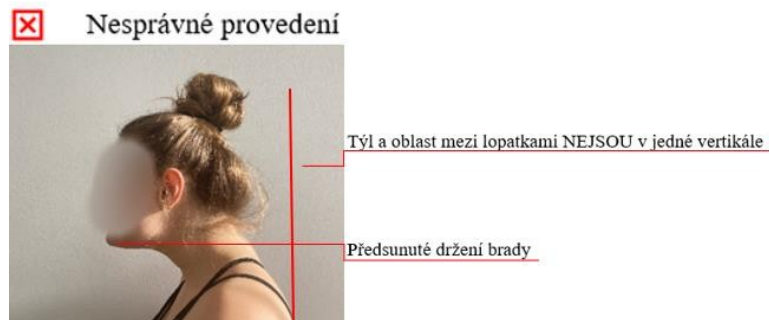 Nesprávné provedení
Týl a oblast mezi lopatkami NEJSOU v jedné vertikále
Předsunuté držení brady